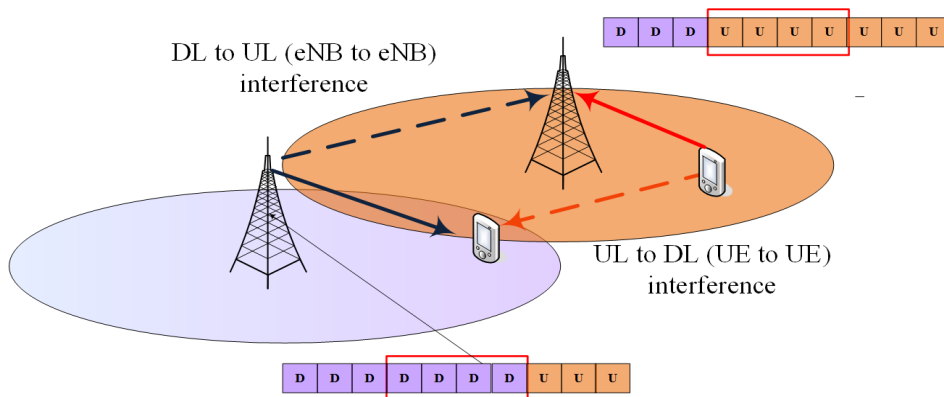 D D D U U U U U U U
DL to UL (eNB to eNB)
interference
UL to DL (UE to UE)
interference
D D D D D D D U U U